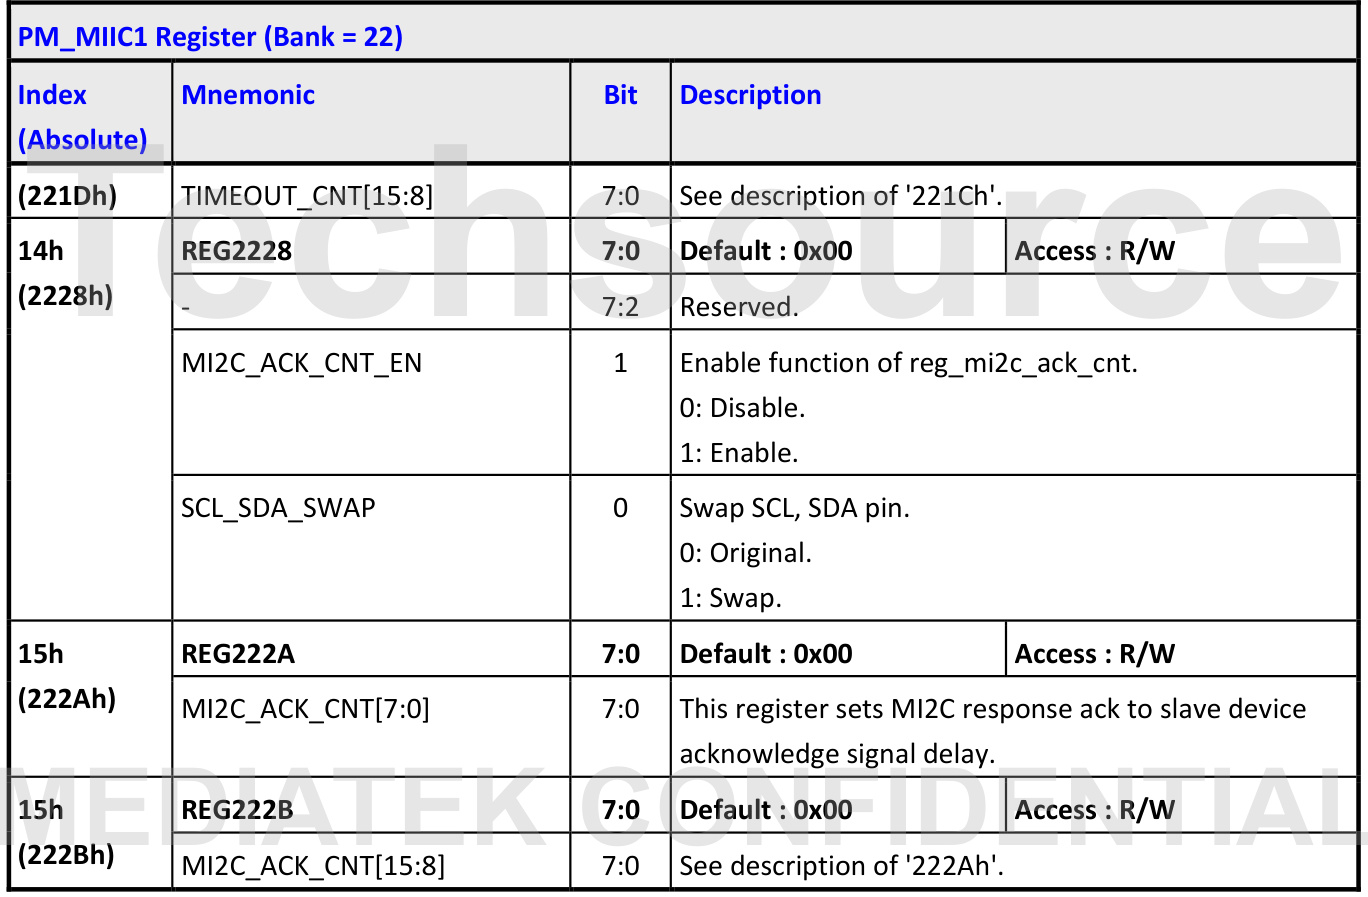 PM_MIIC1 Register (Bank = 22)
Index (Absolute) Mnemonic Bit Description
(221Dh) TIMEOUT_CNT[15:8] 7:0 See description of '221Ch'.
14h (2228h) REG2228 7:0 Default : 0x00 Access : R/W
- 7:2 Reserved.
MI2C_ACK_CNT_EN 1 Enable function of reg_mi2c_ack_cnt.
0: Disable.
1: Enable.
SCL_SDA_SWAP 0 Swap SCL, SDA pin.
0: Original.
1: Swap.
15h (222Ah) REG222A 7:0 Default : 0x00 Access : R/W
MI2C_ACK_CNT[7:0] 7:0 This register sets MI2C response ack to slave device
acknowledge signal delay.
15h (222Bh) REG222B 7:0 Default : 0x00 Access : R/W
MI2C_ACK_CNT[15:8] 7:0 See description of '222Ah'.
Techsource
MEDIATEK CONFIDENTIAL